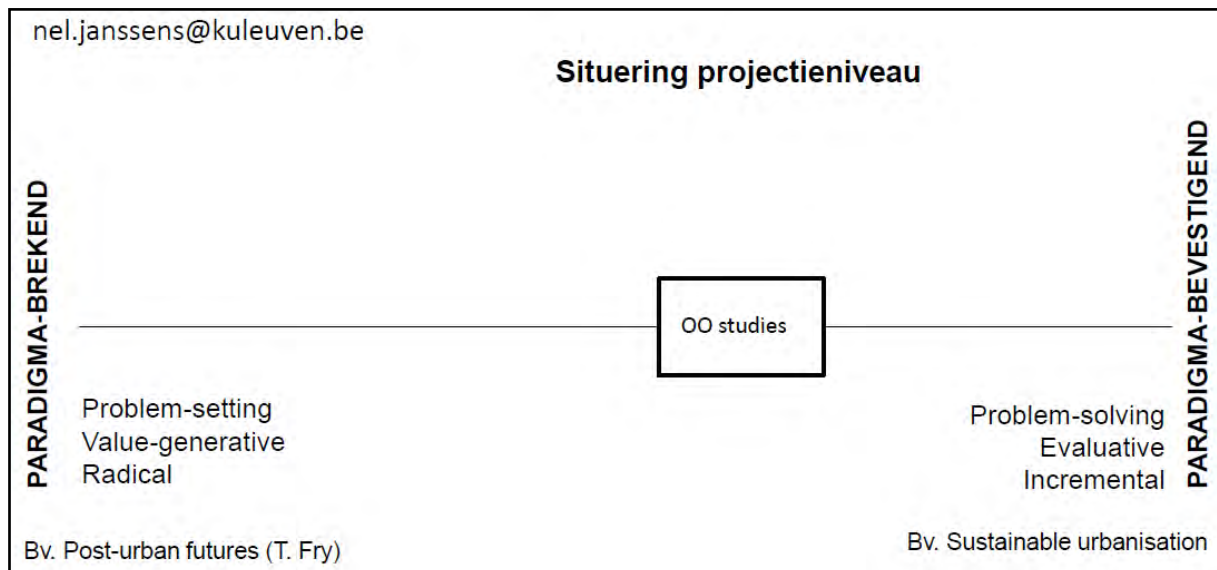 nel.janssens@kuleuven.be
Situering projectieniveau
PARADIGMA-BREKEND
PARADIGMA-BEVESTIGEND
OO studies
Problem-setting
Value-generative
Radical
Problem-solving
Evaluative
Incremental
Bv. Post-urban futures (T. Fry)
Bv. Sustainable urbanisation